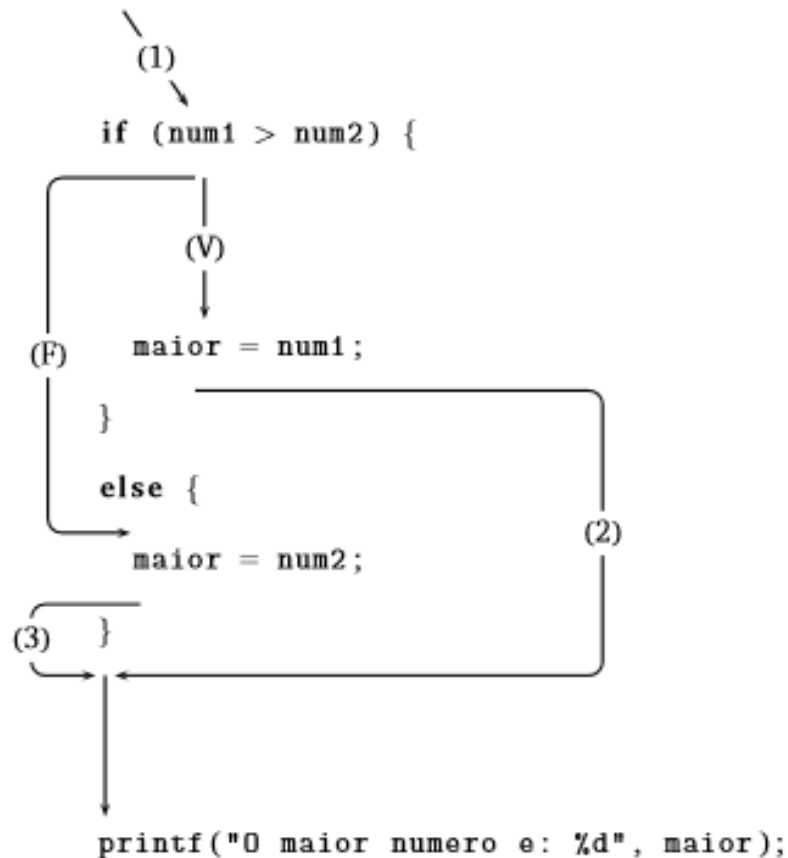 (1)
if (num1 > num2) {
(V)
(F)
maior = num1;
}
else {
(2)
maior = num2;
(3) }
printf("O maior numero e: %d", maior);